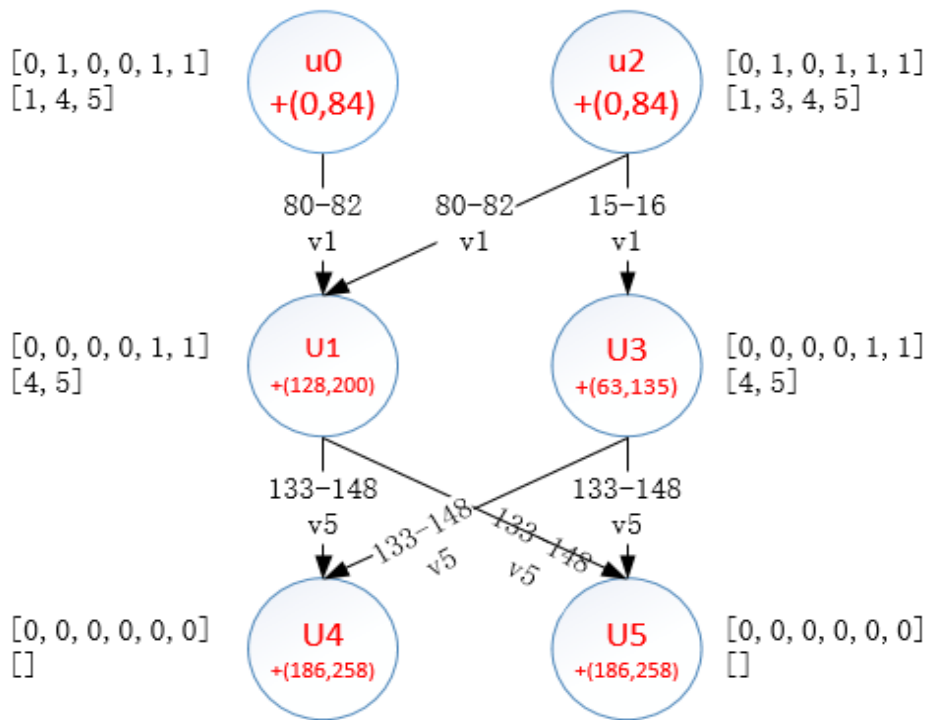 [0, 1, 0, 0, 1, 1]
[1, 4, 5]
u0
+(0,84)
u2
+(0,84)
[0, 1, 0, 1, 1, 1]
[1, 3, 4, 5]
80-82
v1
80-82
v1
15-16
v1
[0, 0, 0, 0, 1, 1]
[4, 5]
U1
+(128,200)
U3
+(63,135)
[0, 0, 0, 0, 1, 1]
[4, 5]
133-148
v5
133-148
v5
133-148
v5
133-148
v5
[0, 0, 0, 0, 0, 0]
[]
U4
+(186,258)
U5
+(186,258)
[0, 0, 0, 0, 0, 0]
[]